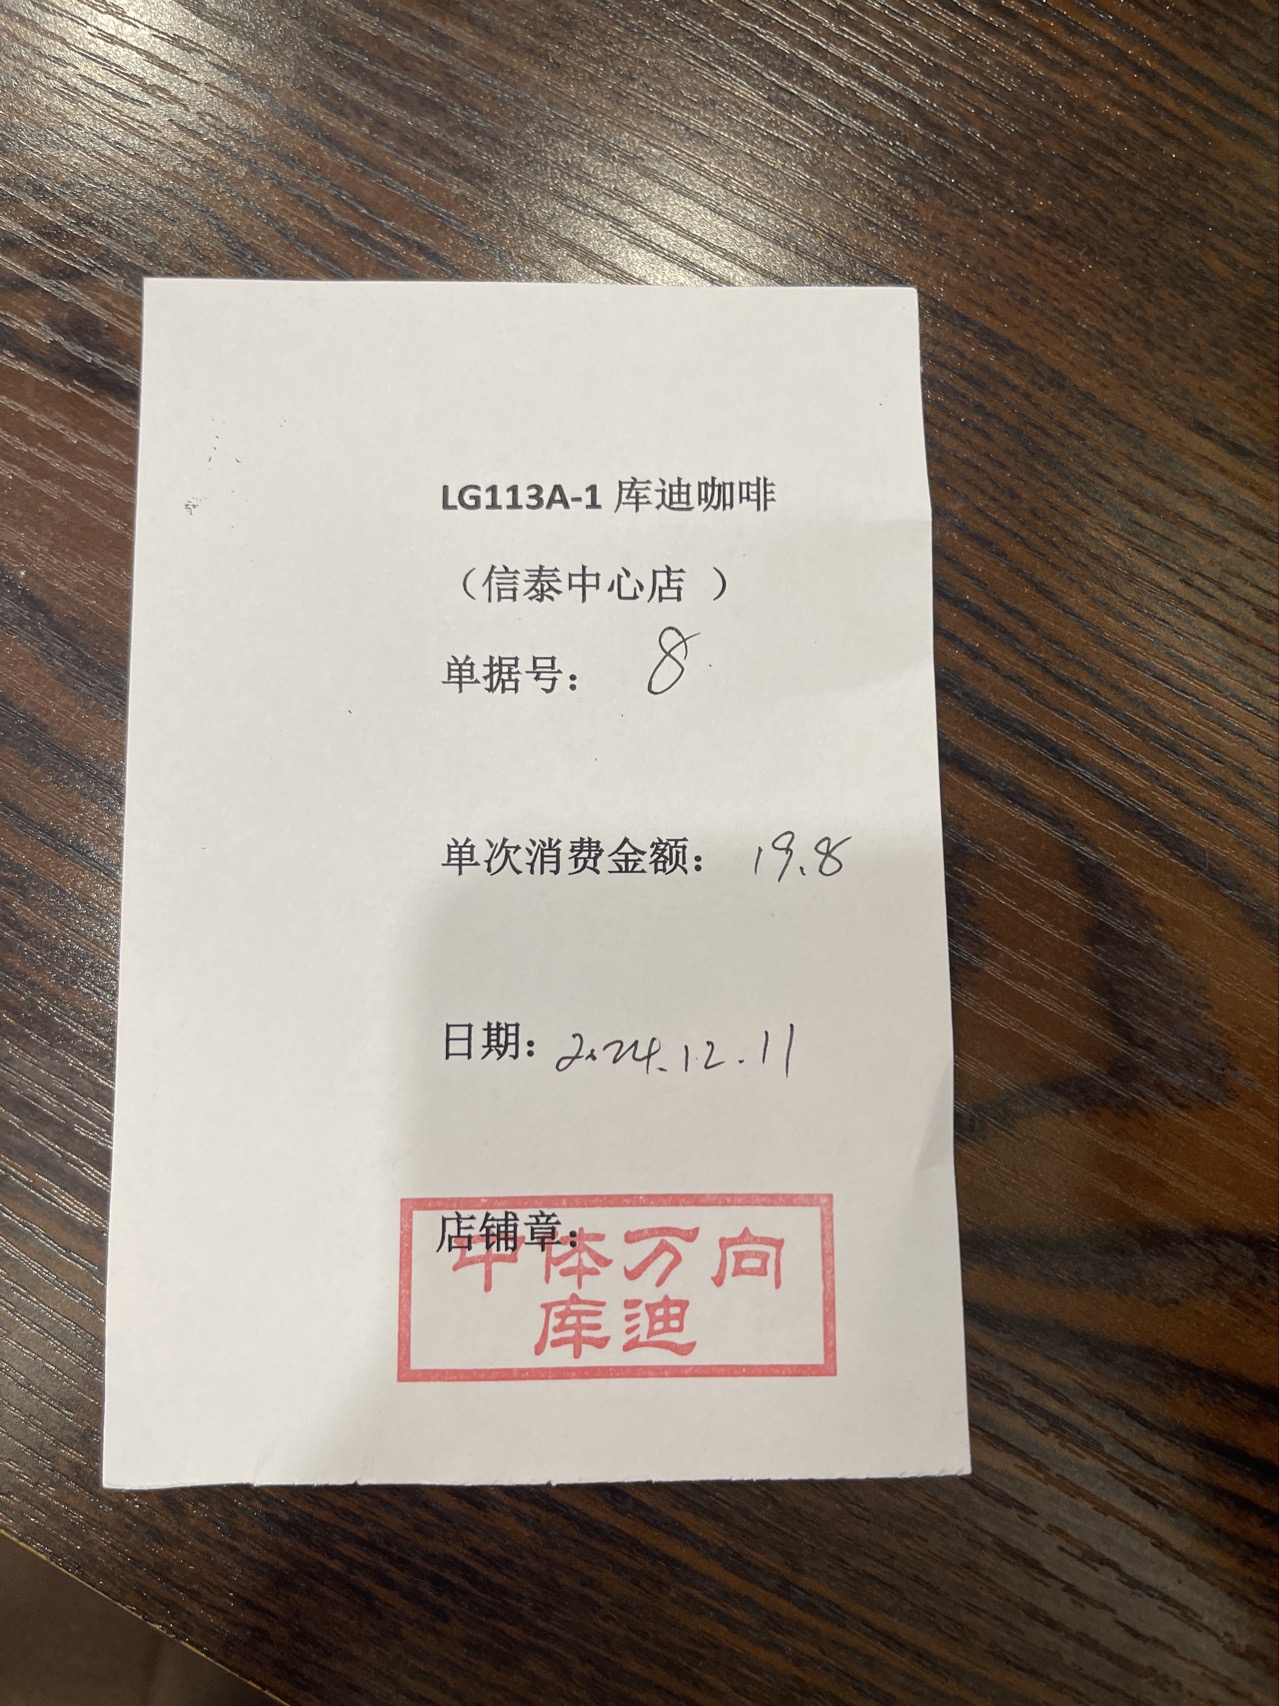 LG113A-1 库迪咖啡
（信泰中心店 ）
单据号： 8
单次消费金额： 19.8
日期：2024.12.11
店铺章：
中体万向
库迪